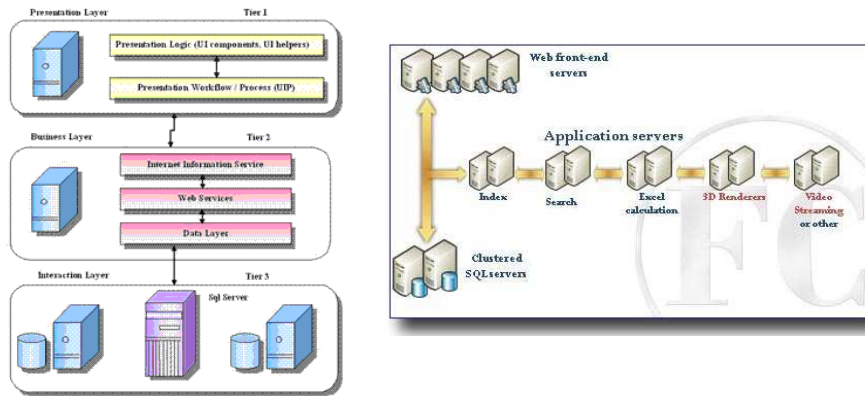 Presentation Layer
Tier 1
Presentation Logic (UI components, UI helpers)
Presentation Workflow / Process (UIP)
Business Layer
Tier 2
Internet Information Service
Web Services
Data Layer
Interaction Layer
Tier 3
Sql Server
Web front-end
servers
Application servers
Index
Search
Excel
calculation
3D Renderers
Video
Streaming
or other
Clustered
SQL servers
FC